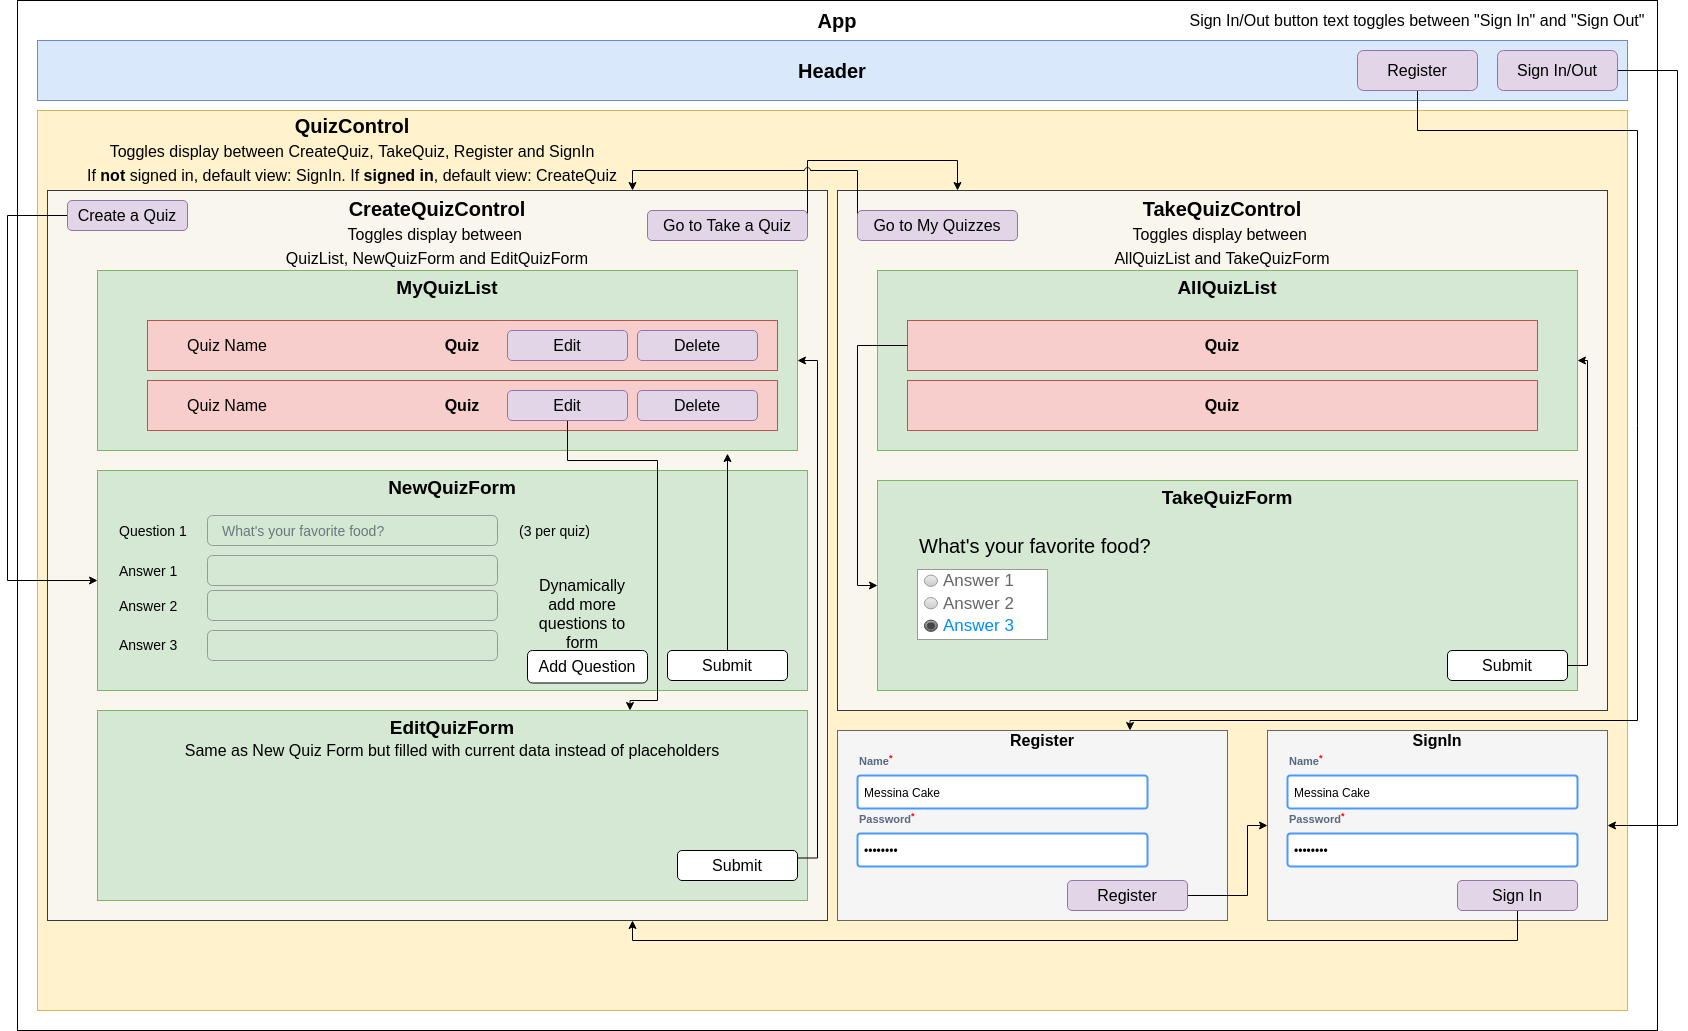 App
Sign In/Out button text toggles between "Sign In" and "Sign Out"
Header
Register
Sign In/Out
QuizControl
Toggles display between CreateQuiz, TakeQuiz, Register and SignIn
If not signed in, default view: SignIn. If signed in, default view: CreateQuiz
Create a Quiz
CreateQuizControl
Toggles display between
QuizList, NewQuizForm and EditQuizForm
Go to Take a Quiz
MyQuizList
Quiz Name
Quiz
Edit
Delete
Quiz Name
Quiz
Edit
Delete
NewQuizForm
Question 1
What's your favorite food?
(3 per quiz)
Answer 1
Answer 2
Answer 3
Dynamically
add more
questions to
form
Add Question
Submit
EditQuizForm
Same as New Quiz Form but filled with current data instead of placeholders
Submit
Go to My Quizzes
TakeQuizControl
Toggles display between
AllQuizList and TakeQuizForm
AllQuizList
Quiz
Quiz
TakeQuizForm
What's your favorite food?
Answer 1
Answer 2
Answer 3
Submit
Register
Name*
Messina Cake
Password*
••••••••
Register
SignIn
Name*
Messina Cake
Password*
••••••••
Sign In